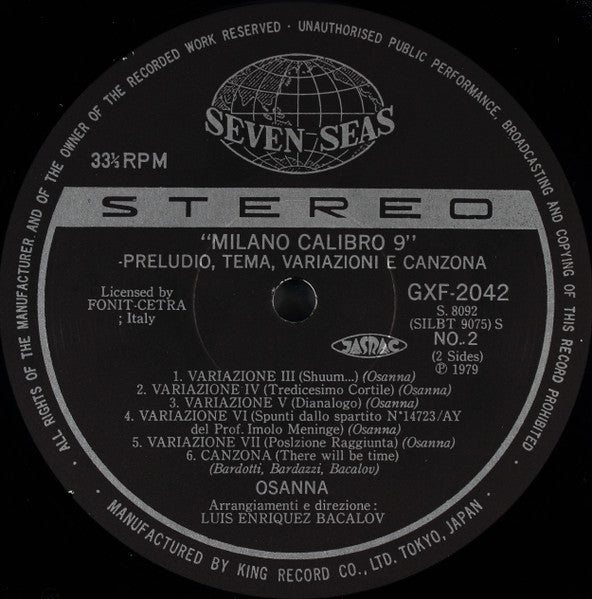 ALL RIGHTS OF THE MANUFACTURER AND OF THE OWNER OF THE RECORDED WORK RESERVED · UNAUTHORISED PUBLIC PERFORMANCE, BROADCASTING AND COPYING OF THIS RECORD PROHIBITED ·
SEVEN SEAS
33⅓RPM
STEREO
"MILANO CALIBRO 9"
-PRELUDIO, TEMA, VARIAZIONI E CANZONA
Licensed by
FONIT-CETRA
; Italy
GXF-2042
S. 8092
(SILBT 9075) S
NO. 2
(2 Sides)
Ⓟ 1979
JASRAC
1. VARIAZIONE III (Shuum...) (Osanna)
2. VARIAZIONE IV (Tredicesimo Cortile) (Osanna)
3. VARIAZIONE V (Dianalogo) (Osanna)
4. VARIAZIONE VI (Spunti dallo spartito N°14723/AY
del Prof. Imolo Meninge) (Osanna)
5. VARIAZIONE VII (Poslzione Raggiunta) (Osanna)
6. CANZONA (There will be time)
(Bardotti, Bardazzi, Bacalov)
OSANNA
Arrangiamenti e direzione :
LUIS ENRIQUEZ BACALOV
MANUFACTURED BY KING RECORD CO., LTD. TOKYO, JAPAN ·